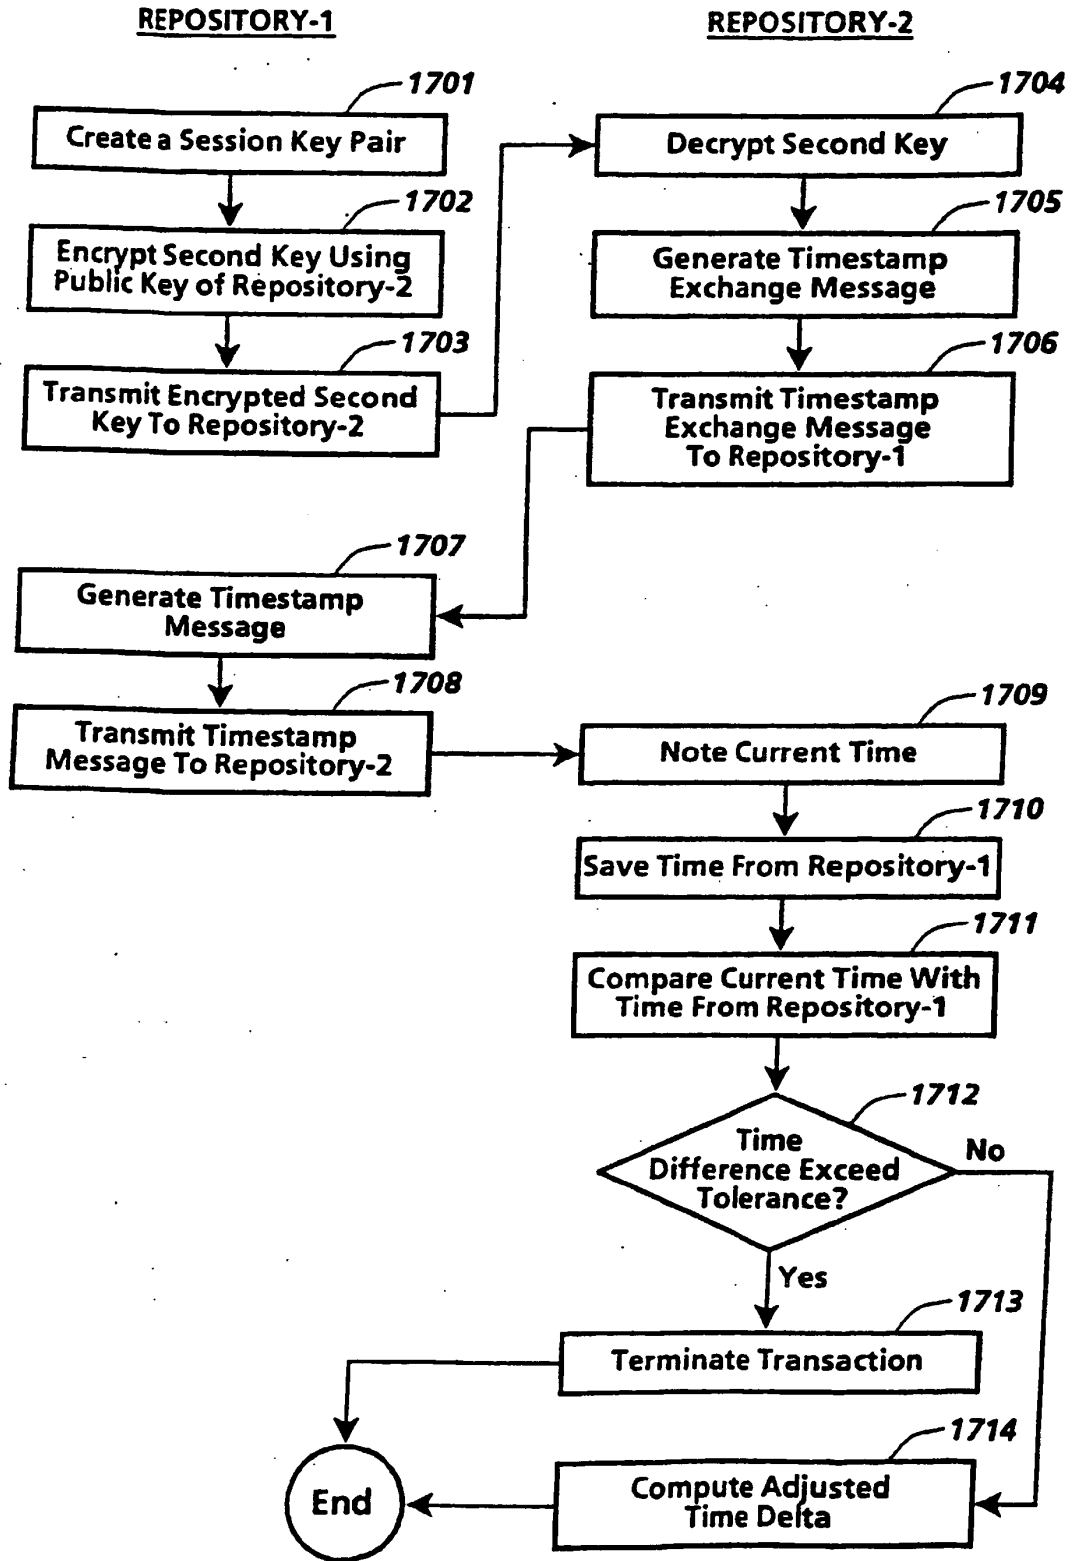 REPOSITORY-1
REPOSITORY-2
1701
Create a Session Key Pair
1702
Encrypt Second Key Using
Public Key of Repository-2
1703
Transmit Encrypted Second
Key To Repository-2
1704
Decrypt Second Key
1705
Generate Timestamp
Exchange Message
1706
Transmit Timestamp
Exchange Message
To Repository-1
1707
Generate Timestamp
Message
1708
Transmit Timestamp
Message To Repository-2
1709
Note Current Time
1710
Save Time From Repository-1
1711
Compare Current Time With
Time From Repository-1
1712
Time
Difference Exceed
Tolerance?
No
Yes
1713
Terminate Transaction
1714
Compute Adjusted
Time Delta
End